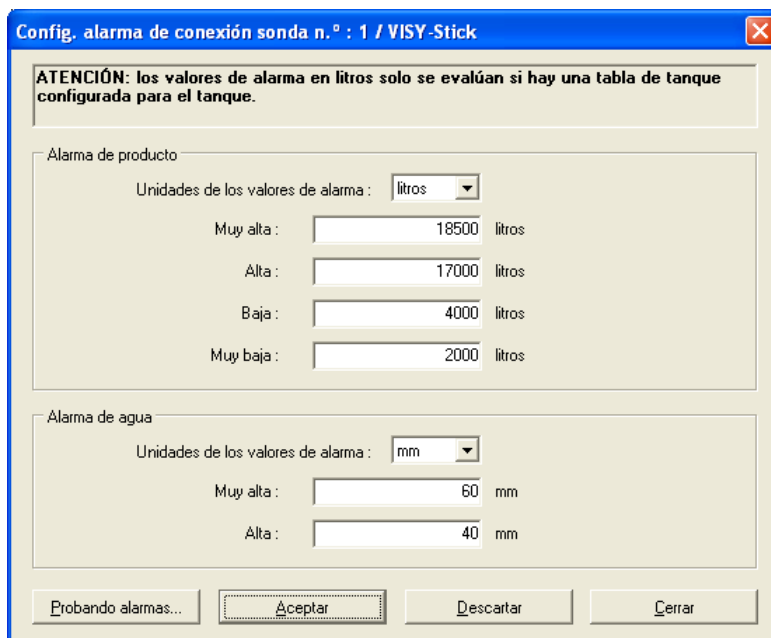 Config. alarma de conexión sonda n.º : 1 / VISY-Stick
ATENCIÓN: los valores de alarma en litros solo se evalúan si hay una tabla de tanque
configurada para el tanque.
Alarma de producto
Unidades de los valores de alarma : litros
Muy alta : 18500 litros
Alta : 17000 litros
Baja : 4000 litros
Muy baja : 2000 litros
Alarma de agua
Unidades de los valores de alarma : mm
Muy alta : 60 mm
Alta : 40 mm
Probando alarmas... Aceptar Descartar Cerrar